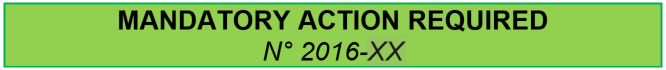 MANDATORY ACTION REQUIRED
N° 2016-XX